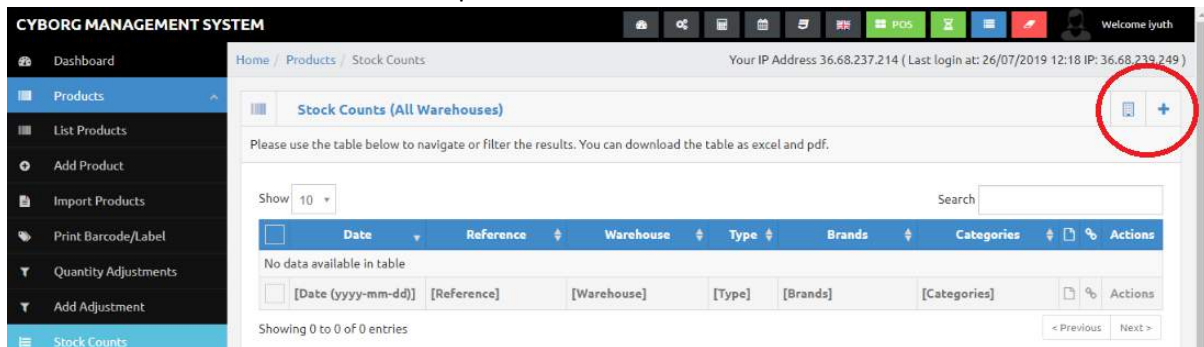 CYBORG MANAGEMENT SYSTEM POS Welcome iyuth
Dashboard
Products
List Products
Add Product
Import Products
Print Barcode/Label
Quantity Adjustments
Add Adjustment
Stock Counts
Home / Products / Stock Counts Your IP Address 36.68.237.214 ( Last login at: 26/07/2019 12:18 IP: 36.68.239.249 )
Stock Counts (All Warehouses)
Please use the table below to navigate or filter the results. You can download the table as excel and pdf.
Show 10 Search
Date Reference Warehouse Type Brands Categories Actions
No data available in table
[Date (yyyy-mm-dd)] [Reference] [Warehouse] [Type] [Brands] [Categories] Actions
Showing 0 to 0 of 0 entries < Previous Next >